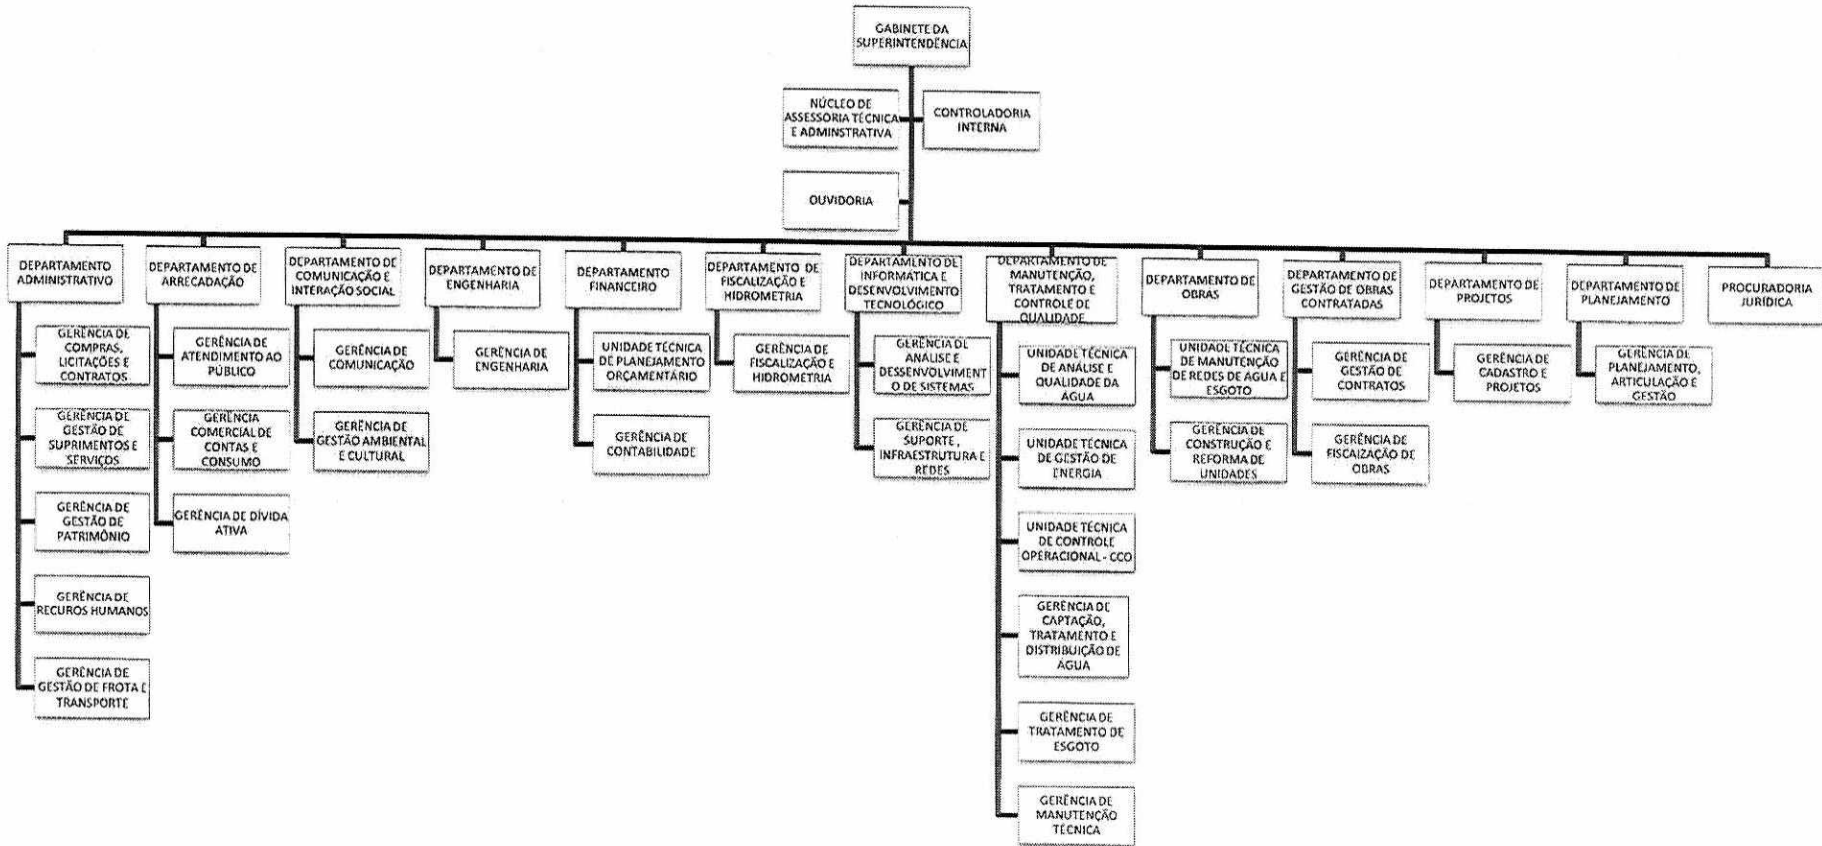 GABINETE DA
SUPERINTENDÊNCIA
NÚCLEO DE
ASSESSORIA TÉCNICA
E ADMINSTRATIVA
CONTROLADORIA
INTERNA
OUVIDORIA
DEPARTAMENTO
ADMINISTRATIVO
DEPARTAMENTO DE
ARRECADAÇÃO
DEPARTAMENTO DE
COMUNICAÇÃO E
INTERAÇÃO SOCIAL
DEPARTAMENTO DE
ENGENHARIA
DEPARTAMENTO
FINANCEIRO
DEPARTAMENTO DE
FISCALIZAÇÃO E
HIDROMETRIA
DEPARTAMENTO DE
INFORMÁTICA E
DESENVOLVIMENTO
TECNOLÓGICO
DEPARTAMENTO DE
MANUTENÇÃO,
TRATAMENTO E
CONTROLE DE
QUALIDADE
DEPARTAMENTO DE
OBRAS
DEPARTAMENTO DE
GESTÃO DE OBRAS
CONTRATADAS
DEPARTAMENTO DE
PROJETOS
DEPARTAMENTO
DE PLANEJAMENTO
PROCURADORIA
JURÍDICA
GERÊNCIA DE
COMPRAS,
LICITAÇÕES E
CONTRATOS
GERÊNCIA DE
GESTÃO DE
SUPRIMENTOS E
SERVIÇOS
GERÊNCIA DE
GESTÃO DE
PATRIMÔNIO
GERÊNCIA DE
RECUROS HUMANOS
GERÊNCIA DE
GESTÃO DE FROTA E
TRANSPORTE
GERÊNCIA DE
ATENDIMENTO AO
PÚBLICO
GERÊNCIA
COMERCIAL DE
CONTAS E
CONSUMO
GERÊNCIA DE DÍVIDA
ATIVA
GERÊNCIA DE
COMUNICAÇÃO
GERÊNCIA DE
GESTÃO AMBIENTAL
E CULTURAL
GERÊNCIA DE
ENGENHARIA
UNIDADE TÉCNICA
DE PLANEJAMENTO
ORÇAMENTÁRIO
GERÊNCIA DE
CONTABILIDADE
GERÊNCIA DE
FISCALIZAÇÃO E
HIDROMETRIA
GERÊNCIA DE
ANÁLISE E
DESSENVOLVIMENT
O DE SISTEMAS
GERÊNCIA DE
SUPORTE,
INFRAESTRUTURA E
REDES
UNIDADE TÉCNICA
DE ANÁLISE E
QUALIDADE DA
ÁGUA
UNIDADE TÉCNICA
DE GESTÃO DE
ENERGIA
UNIDADE TÉCNICA
DE CONTROLE
OPERACIONAL - CCO
GERÊNCIA DE
CAPTAÇÃO,
TRATAMENTO E
DISTRIBUIÇÃO DE
ÁGUA
GERÊNCIA DE
TRATAMENTO DE
ESGOTO
GERÊNCIA DE
MANUTENÇÃO
TÉCNICA
UNIDADE TÉCNICA
DE MANUTENÇÃO
DE REDES DE ÁGUA E
ESGOTO
GERÊNCIA DE
CONSTRUÇÃO E
REFORMA DE
UNIDADES
GERÊNCIA DE
GESTÃO DE
CONTRATOS
GERÊNCIA DE
FISCAIZAÇÃO DE
OBRAS
GERÊNCIA DE
CADASTRO E
PROJETOS
GERÊNCIA DE
PLANEJAMENTO,
ARTICULAÇÃO E
GESTÃO